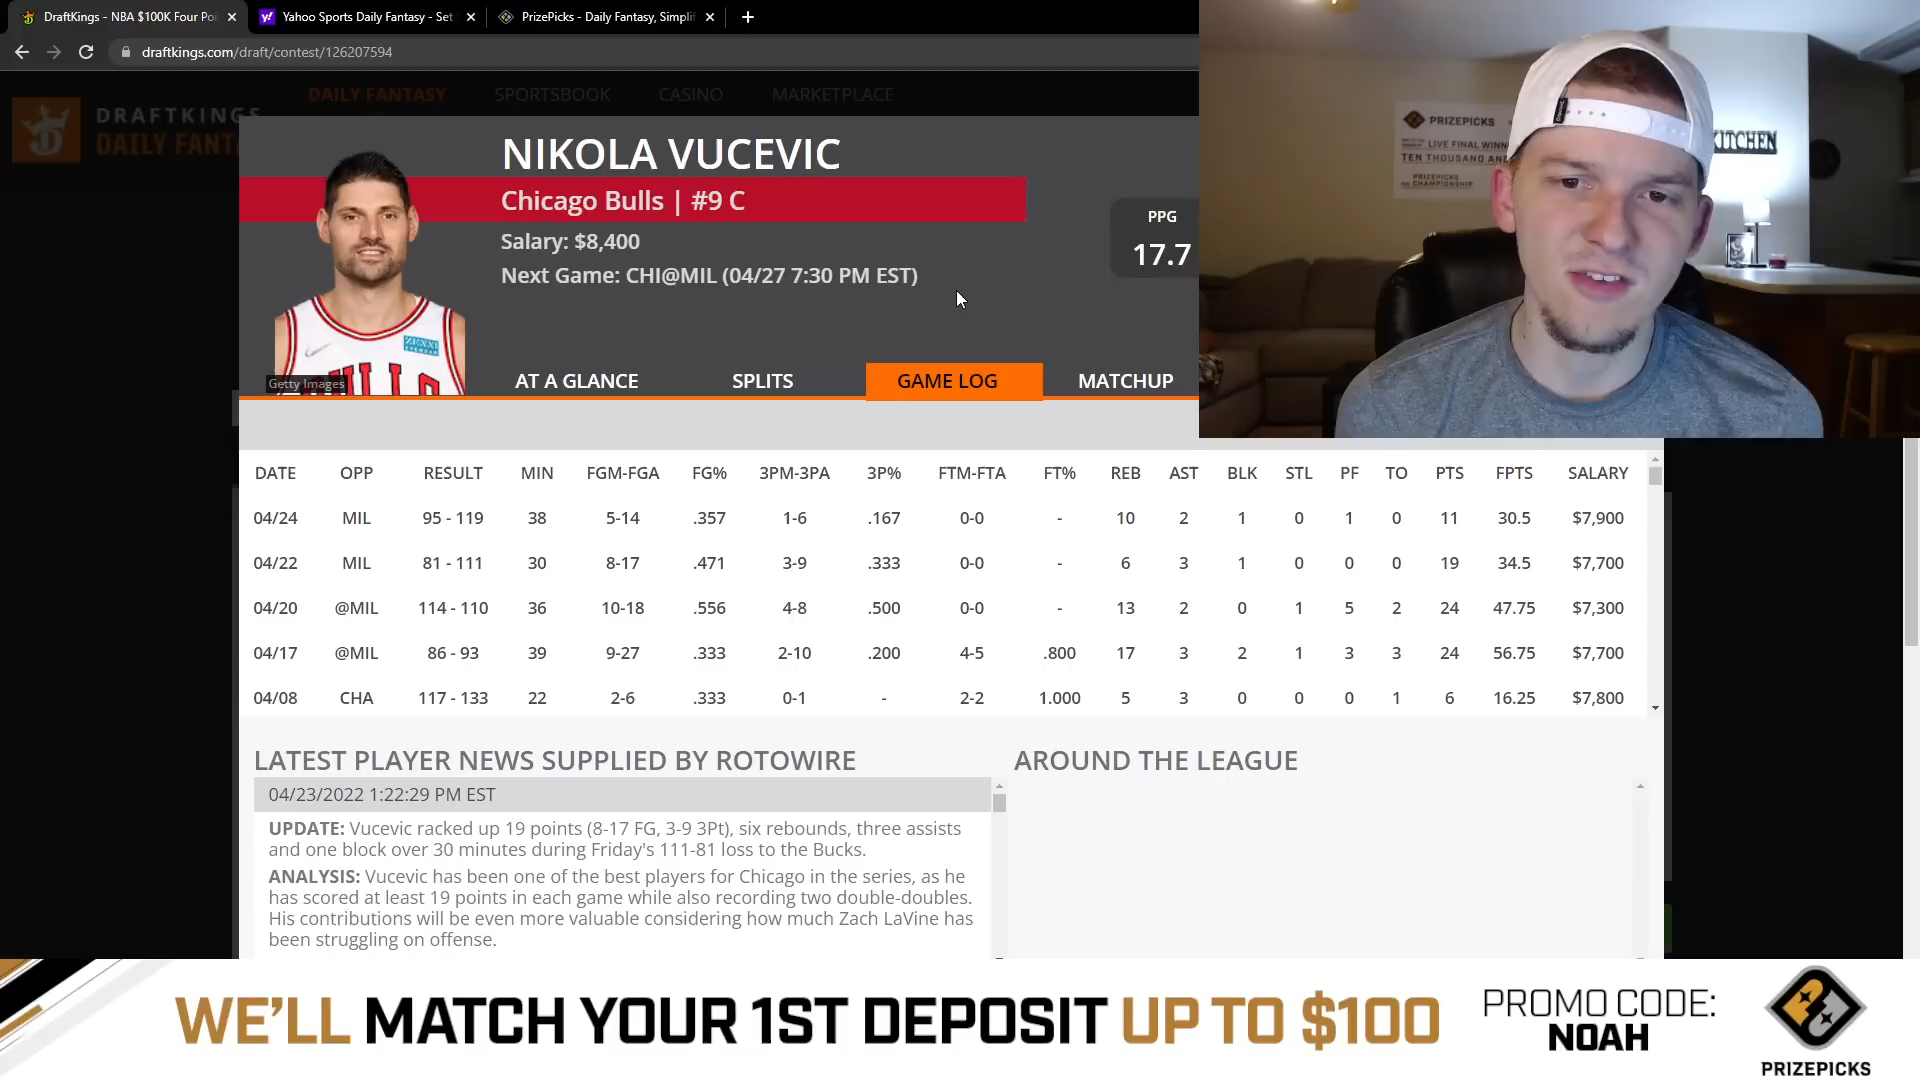 DraftKings - NBA $100K Four Poi
Yahoo Sports Daily Fantasy - Set
PrizePicks - Daily Fantasy, Simplif
draftkings.com/draft/contest/126207594
DRAFTKINGS
DAILY FANT
DAILY FANTASY
SPORTSBOOK
CASINO
MARKETPLACE
NIKOLA VUCEVIC
Chicago Bulls | #9 C
Salary: $8,400
Next Game: CHI@MIL (04/27 7:30 PM EST)
PPG
17.7
ZENNI
Getty Images
AT A GLANCE SPLITS GAME LOG MATCHUP
PRIZEPICKS
LIVE FINAL WINN
TEN THOUSAND AND
PRIZEPICKS
CHAMPIONSHIP
KITCHEN
DATE OPP RESULT MIN FGM-FGA FG% 3PM-3PA 3P% FTM-FTA FT% REB AST BLK STL PF TO PTS FPTS SALARY
04/24 MIL 95 - 119 38 5-14 .357 1-6 .167 0-0 - 10 2 1 0 1 0 11 30.5 $7,900
04/22 MIL 81 - 111 30 8-17 .471 3-9 .333 0-0 - 6 3 1 0 0 0 19 34.5 $7,700
04/20 @MIL 114 - 110 36 10-18 .556 4-8 .500 0-0 - 13 2 0 1 5 2 24 47.75 $7,300
04/17 @MIL 86 - 93 39 9-27 .333 2-10 .200 4-5 .800 17 3 2 1 3 3 24 56.75 $7,700
04/08 CHA 117 - 133 22 2-6 .333 0-1 - 2-2 1.000 5 3 0 0 0 1 6 16.25 $7,800
LATEST PLAYER NEWS SUPPLIED BY ROTOWIRE
AROUND THE LEAGUE
04/23/2022 1:22:29 PM EST
UPDATE: Vucevic racked up 19 points (8-17 FG, 3-9 3Pt), six rebounds, three assists
and one block over 30 minutes during Friday's 111-81 loss to the Bucks.
ANALYSIS: Vucevic has been one of the best players for Chicago in the series, as he
has scored at least 19 points in each game while also recording two double-doubles.
His contributions will be even more valuable considering how much Zach LaVine has
been struggling on offense.
WE'LL MATCH YOUR 1ST DEPOSIT UP TO $100
PROMO CODE:
NOAH
PRIZEPICKS